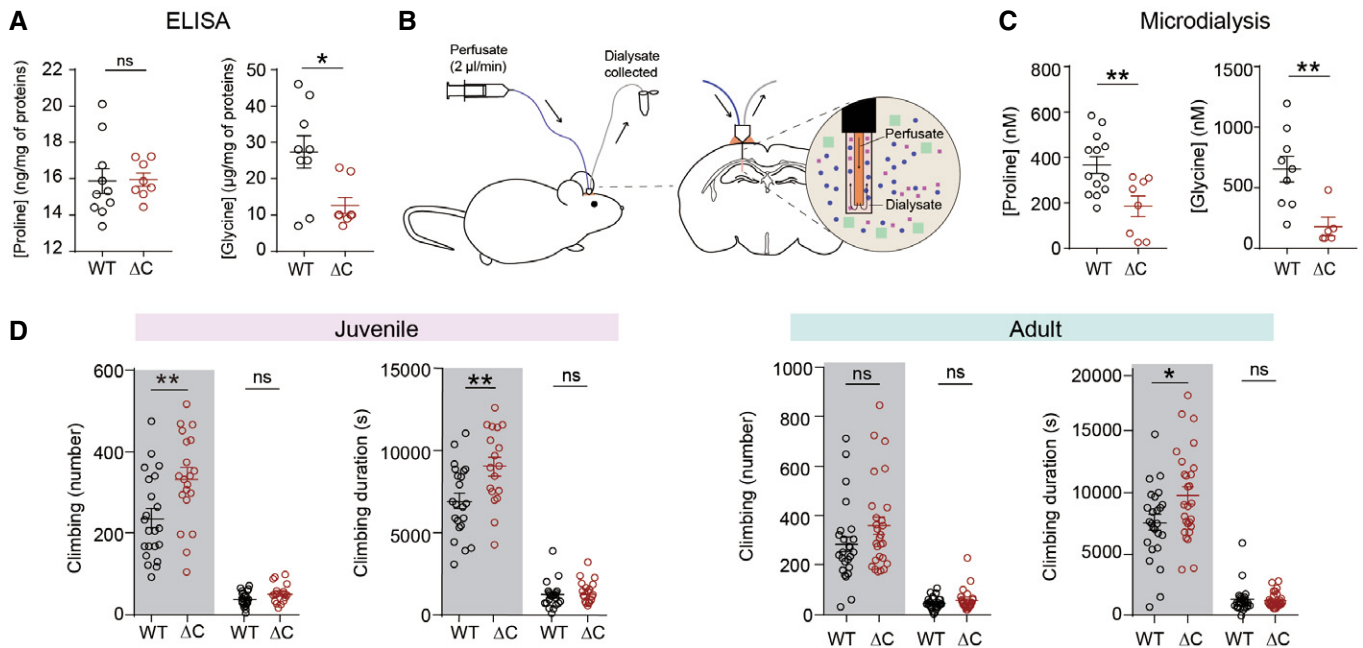 A
ELISA
[Proline] (ng/mg of proteins)
22
20
18
16
14
12
ns
WT
ΔC
[Glycine] (µg/mg of proteins)
50
40
30
20
10
0
*
WT
ΔC
B
Perfusate
(2 µl/min)
Dialysate
collected
Perfusate
Dialysate
C
Microdialysis
[Proline] (nM)
800
600
400
200
0
**
WT
ΔC
[Glycine] (nM)
1500
1000
500
0
**
WT
ΔC
D
Juvenile
Climbing (number)
600
400
200
0
**
ns
WT
ΔC
WT
ΔC
Climbing duration (s)
15000
10000
5000
0
**
ns
WT
ΔC
WT
ΔC
Adult
Climbing (number)
1000
800
600
400
200
0
ns
ns
WT
ΔC
WT
ΔC
Climbing duration (s)
20000
15000
10000
5000
0
*
ns
WT
ΔC
WT
ΔC